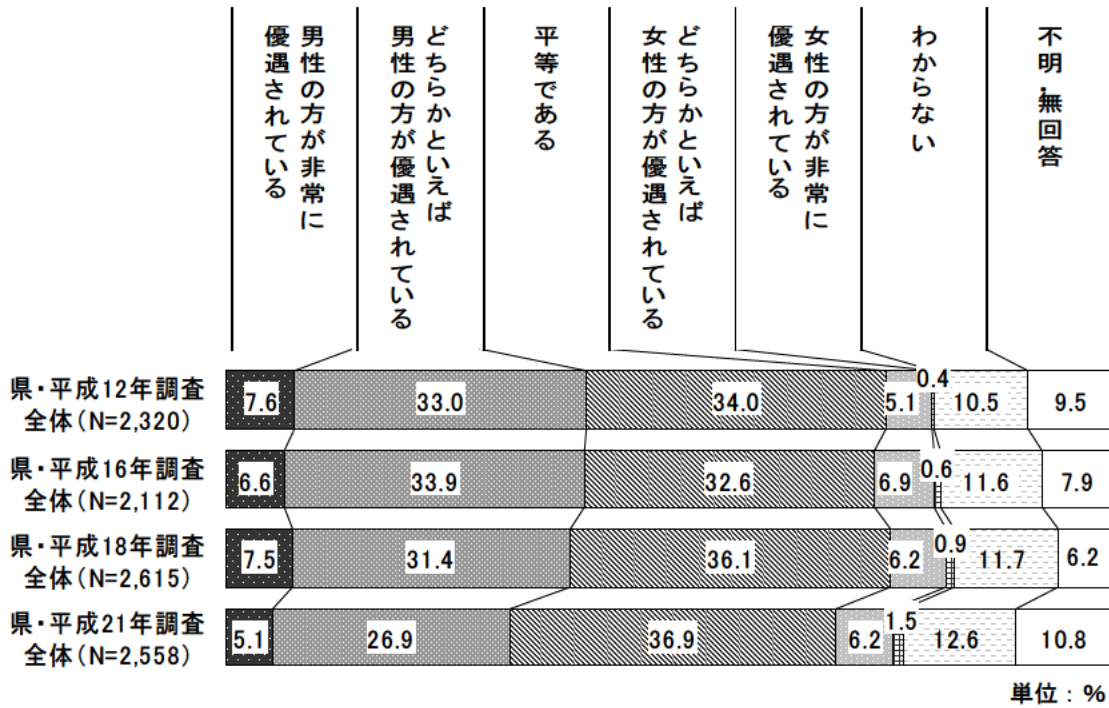 男性の方が非常に
優遇されている
どちらかといえば
男性の方が優遇されている
平等である
どちらかといえば
女性の方が優遇されている
女性の方が非常に
優遇されている
わからない
不明・無回答
県・平成12年調査
全体(N=2,320)
7.6
33.0
34.0
5.1
0.4
10.5
9.5
県・平成16年調査
全体(N=2,112)
6.6
33.9
32.6
6.9
0.6
11.6
7.9
県・平成18年調査
全体(N=2,615)
7.5
31.4
36.1
6.2
0.9
11.7
6.2
県・平成21年調査
全体(N=2,558)
5.1
26.9
36.9
6.2
1.5
12.6
10.8
単位：%